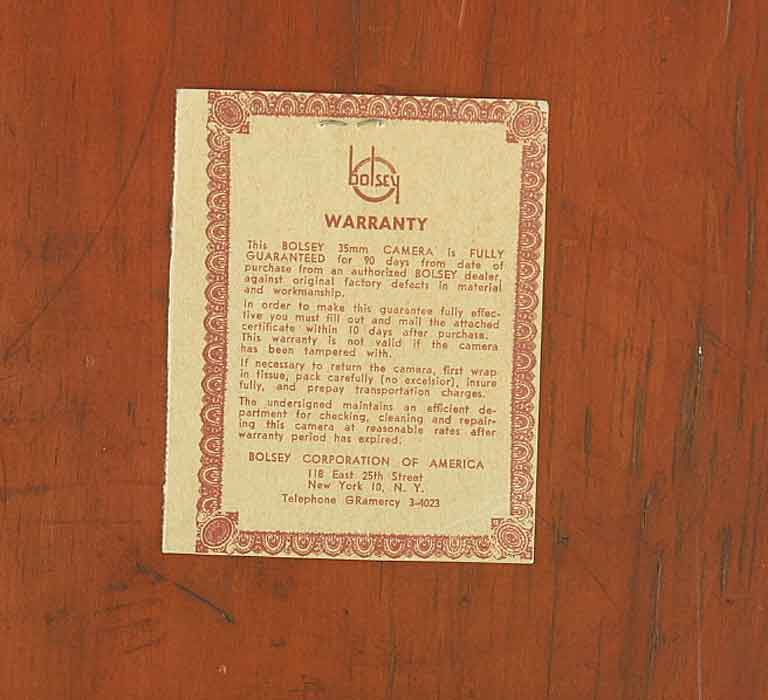 bolsey
WARRANTY
This BOLSEY 35mm CAMERA is FULLY
GUARANTEED for 90 days from date of
purchase from an authorized BOLSEY dealer,
against original factory defects in material
and workmanship.
In order to make this guarantee fully effec-
tive you must fill out and mail the attached
certificate within 10 days after purchase.
This warranty is not valid if the camera
has been tampered with.
If necessary to return the camera, first wrap
in tissue, pack carefully (no excelsior), insure
fully, and prepay transportation charges.
The undersigned maintains an efficient de-
partment for checking, cleaning and repair-
ing this camera at reasonable rates after
warranty period has expired.
BOLSEY CORPORATION OF AMERICA
118 East 25th Street
New York 10, N. Y.
Telephone GRamercy 3-4023